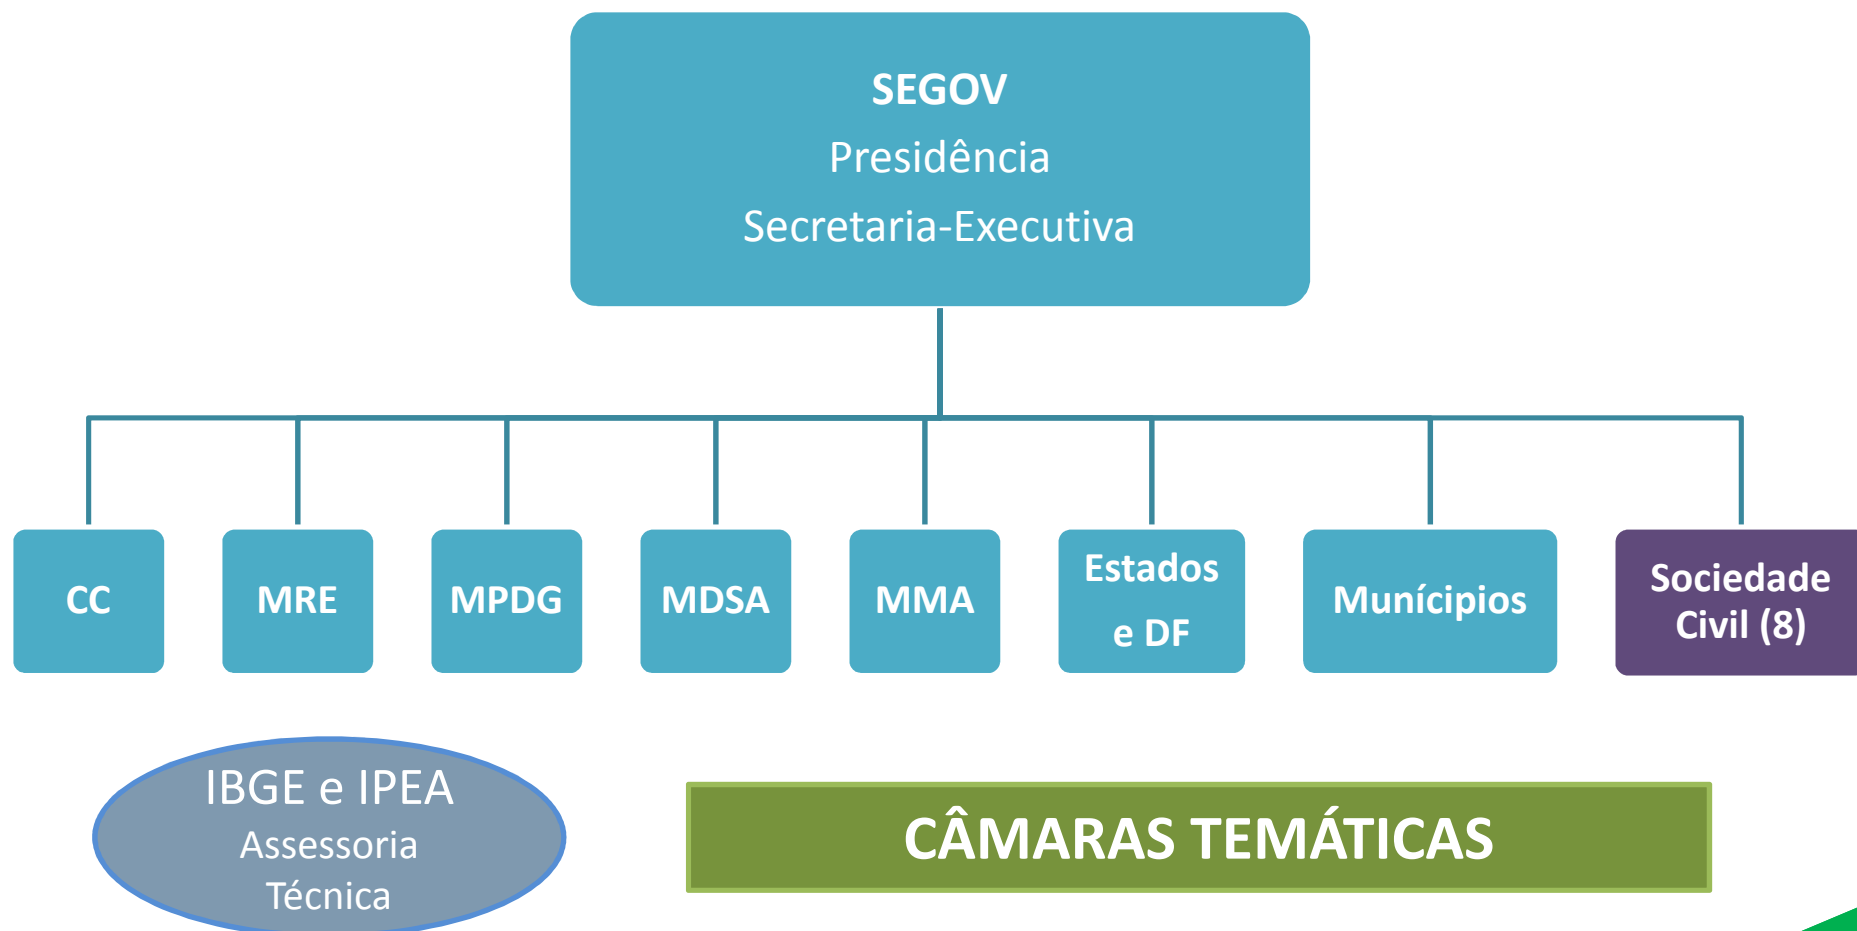 SEGOV
Presidência
Secretaria-Executiva
CC
MRE
MPDG
MDSA
MMA
Estados
e DF
Munícipios
Sociedade
Civil (8)
IBGE e IPEA
Assessoria
Técnica
CÂMARAS TEMÁTICAS